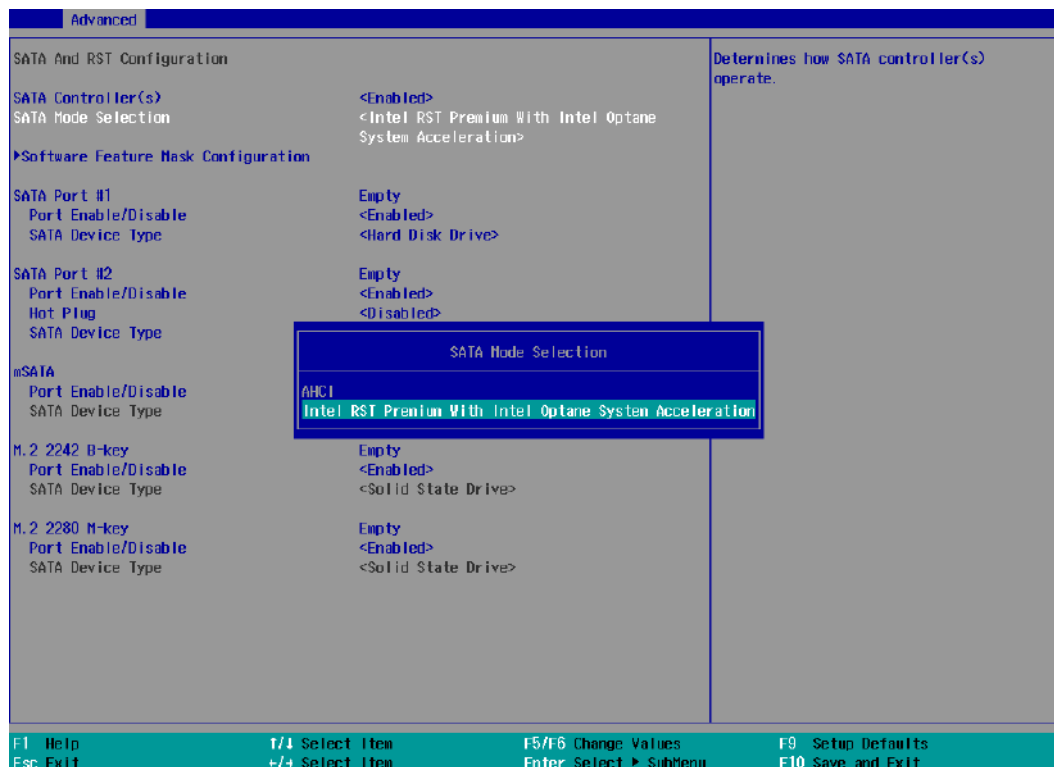 Advanced
SATA And RST Configuration
Determines how SATA controller(s)
operate.
SATA Controller(s) <Enabled>
SATA Mode Selection <Intel RST Premium With Intel Optane
System Acceleration>
▶Software Feature Mask Configuration
SATA Port #1 Empty
Port Enable/Disable <Enabled>
SATA Device Type <Hard Disk Drive>
SATA Port #2 Empty
Port Enable/Disable <Enabled>
Hot Plug <Disabled>
SATA Device Type
SATA Mode Selection
AHCI
Intel RST Premium With Intel Optane System Acceleration
mSATA
Port Enable/Disable
SATA Device Type
M.2 2242 B-key Empty
Port Enable/Disable <Enabled>
SATA Device Type <Solid State Drive>
M.2 2280 M-key Empty
Port Enable/Disable <Enabled>
SATA Device Type <Solid State Drive>
F1 Help ↑/↓ Select Item F5/F6 Change Values F9 Setup Defaults
Esc Exit ←/→ Select Item Enter Select ▶ SubMenu F10 Save and Exit